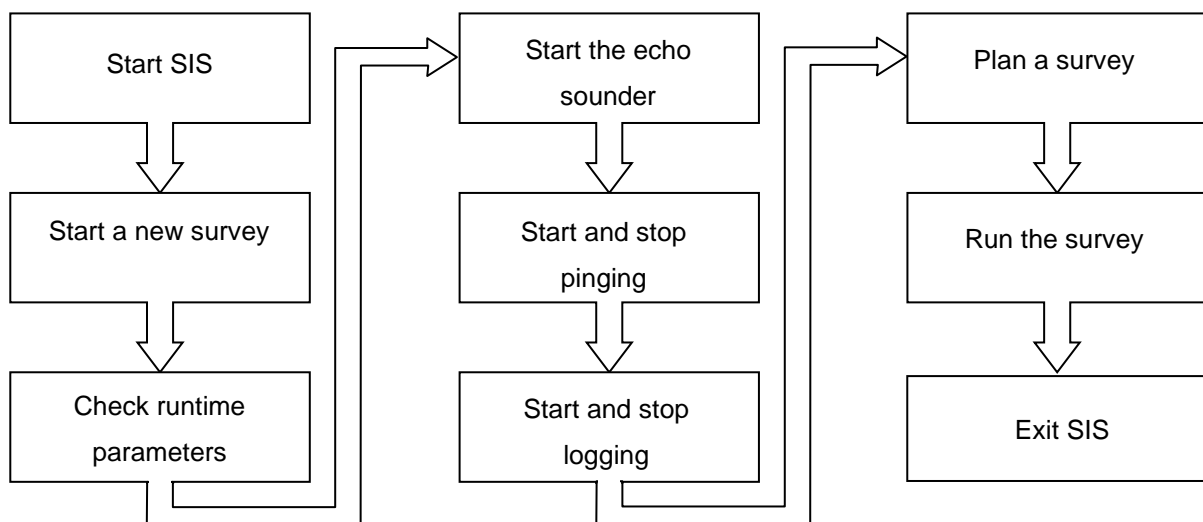 Start SIS
Start a new survey
Check runtime
parameters
Start the echo
sounder
Start and stop
pinging
Start and stop
logging
Plan a survey
Run the survey
Exit SIS